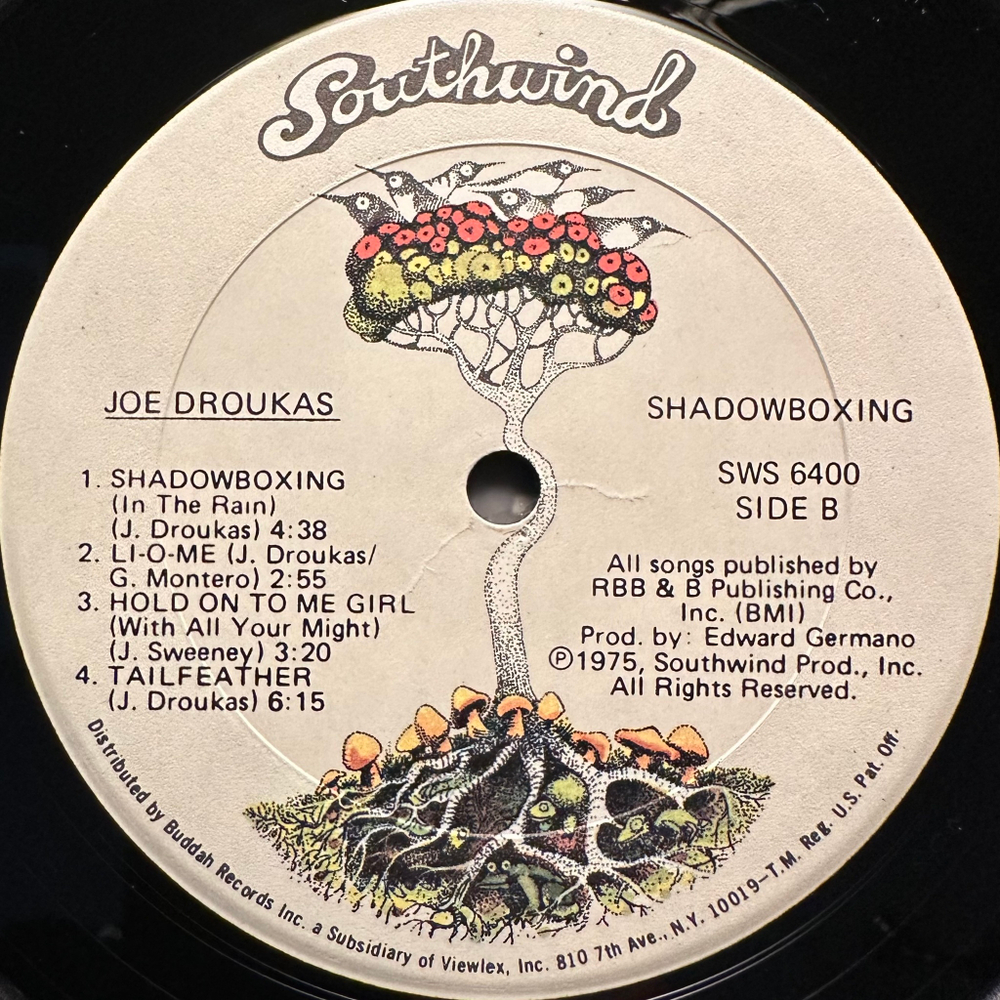 Southwind
JOE DROUKAS
SHADOWBOXING
1. SHADOWBOXING
(In The Rain)
(J. Droukas) 4:38
2. LI-O-ME (J. Droukas/
G. Montero) 2:55
3. HOLD ON TO ME GIRL
(With All Your Might)
(J. Sweeney) 3:20
4. TAILFEATHER
(J. Droukas) 6:15
SWS 6400
SIDE B
All songs published by
RBB & B Publishing Co.,
Inc. (BMI)
Prod. by: Edward Germano
℗1975, Southwind Prod., Inc.
All Rights Reserved.
Distributed by Buddah Records Inc. a Subsidiary of Viewlex, Inc. 810 7th Ave., N.Y. 10019–T.M. Reg. U.S. Pat. Off.